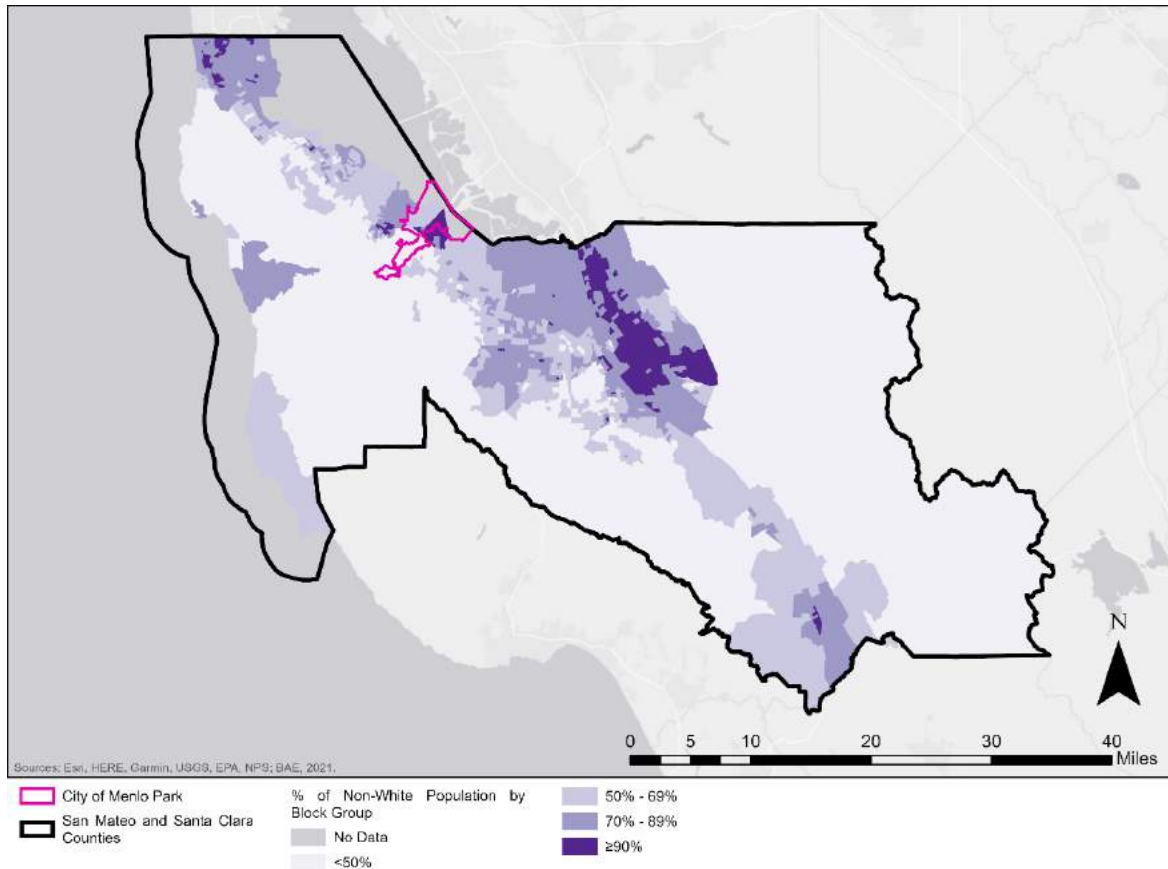 N
0 5 10 20 30 40
Miles
Sources: Esri, HERE, Garmin, USGS, EPA, NPS; BAE, 2021.
City of Menlo Park
San Mateo and Santa Clara
Counties
% of Non-White Population by
Block Group
No Data
<50%
50% - 69%
70% - 89%
≥90%